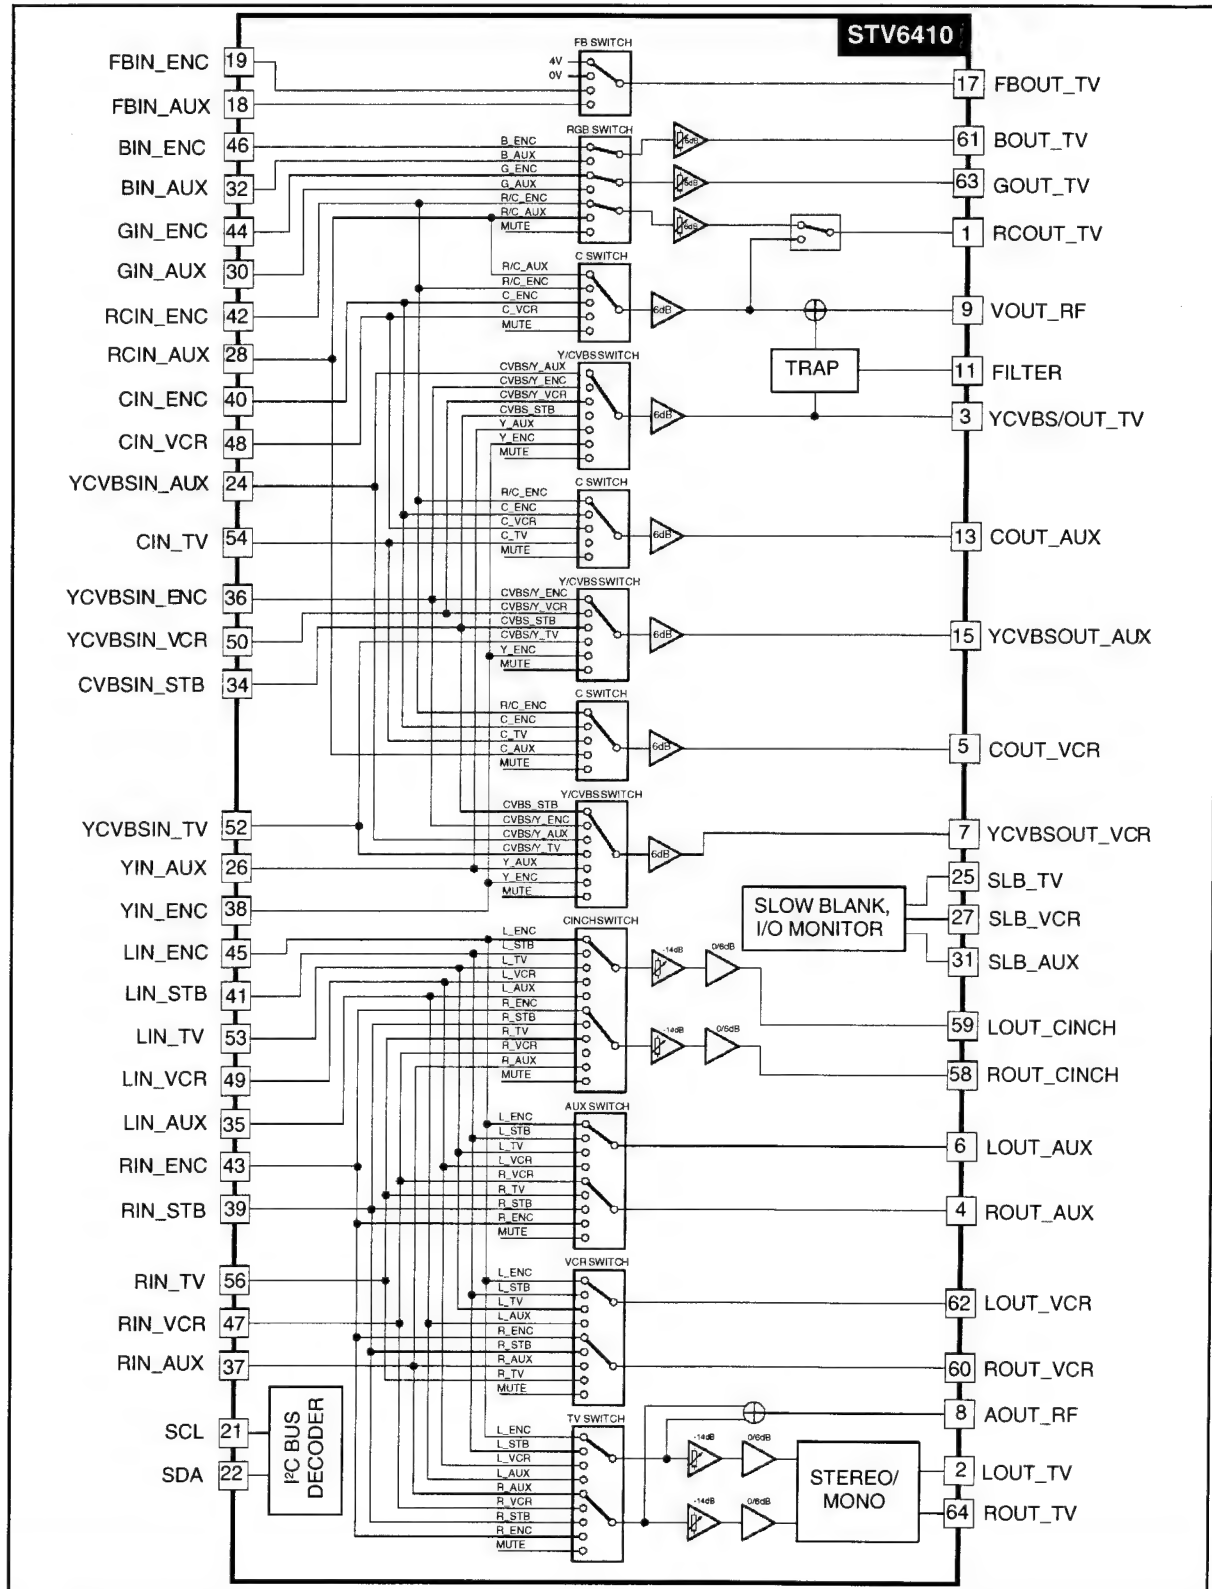 STV6410
FB SWITCH
FBIN_ENC 19
4V
0V
FBIN_AUX 18
17 FBOUT_TV
RGB SWITCH
BIN_ENC 46
B_ENC
B_AUX
BIN_AUX 32
G_ENC
G_AUX
R/C_ENC
R/C_AUX
MUTE
6dB
6dB
6dB
61 BOUT_TV
63 GOUT_TV
1 RCOUT_TV
GIN_ENC 44
GIN_AUX 30
RCIN_ENC 42
RCIN_AUX 28
CIN_ENC 40
CIN_VCR 48
C SWITCH
R/C_AUX
R/C_ENC
C_ENC
C_VCR
MUTE
6dB
9 VOUT_RF
TRAP
11 FILTER
Y/CVBS SWITCH
CVBS/Y_AUX
CVBS/Y_ENC
CVBS/Y_VCR
CVBS_STB
Y_AUX
Y_ENC
MUTE
6dB
3 YCVBS/OUT_TV
YCVBSIN_AUX 24
CIN_TV 54
C SWITCH
R/C_ENC
C_ENC
C_VCR
C_TV
MUTE
6dB
13 COUT_AUX
YCVBSIN_ENC 36
YCVBSIN_VCR 50
CVBSIN_STB 34
Y/CVBS SWITCH
CVBS/Y_ENC
CVBS/Y_VCR
CVBS_STB
CVBS/Y_TV
Y_ENC
MUTE
6dB
15 YCVBSOUT_AUX
C SWITCH
R/C_ENC
C_ENC
C_TV
C_AUX
MUTE
6dB
5 COUT_VCR
YCVBSIN_TV 52
YIN_AUX 26
YIN_ENC 38
Y/CVBS SWITCH
CVBS_STB
CVBS/Y_ENC
CVBS/Y_AUX
CVBS/Y_TV
Y_AUX
Y_ENC
MUTE
6dB
7 YCVBSOUT_VCR
SLOW BLANK,
I/O MONITOR
25 SLB_TV
27 SLB_VCR
31 SLB_AUX
LIN_ENC 45
LIN_STB 41
LIN_TV 53
LIN_VCR 49
LIN_AUX 35
CINCH SWITCH
L_ENC
L_STB
L_TV
L_VCR
L_AUX
R_ENC
R_STB
R_TV
R_VCR
R_AUX
MUTE
-14dB
0/6dB
-14dB
0/6dB
59 LOUT_CINCH
58 ROUT_CINCH
RIN_ENC 43
RIN_STB 39
AUX SWITCH
L_ENC
L_STB
L_TV
L_VCR
R_VCR
R_TV
R_STB
R_ENC
MUTE
6 LOUT_AUX
4 ROUT_AUX
RIN_TV 56
RIN_VCR 47
RIN_AUX 37
VCR SWITCH
L_ENC
L_STB
L_TV
L_AUX
R_ENC
R_STB
R_AUX
R_TV
MUTE
62 LOUT_VCR
60 ROUT_VCR
SCL 21
SDA 22
I²C BUS
DECODER
TV SWITCH
L_ENC
L_STB
L_VCR
L_AUX
R_AUX
R_VCR
R_STB
R_ENC
MUTE
-14dB
0/6dB
-14dB
0/6dB
STEREO/
MONO
8 AOUT_RF
2 LOUT_TV
64 ROUT_TV